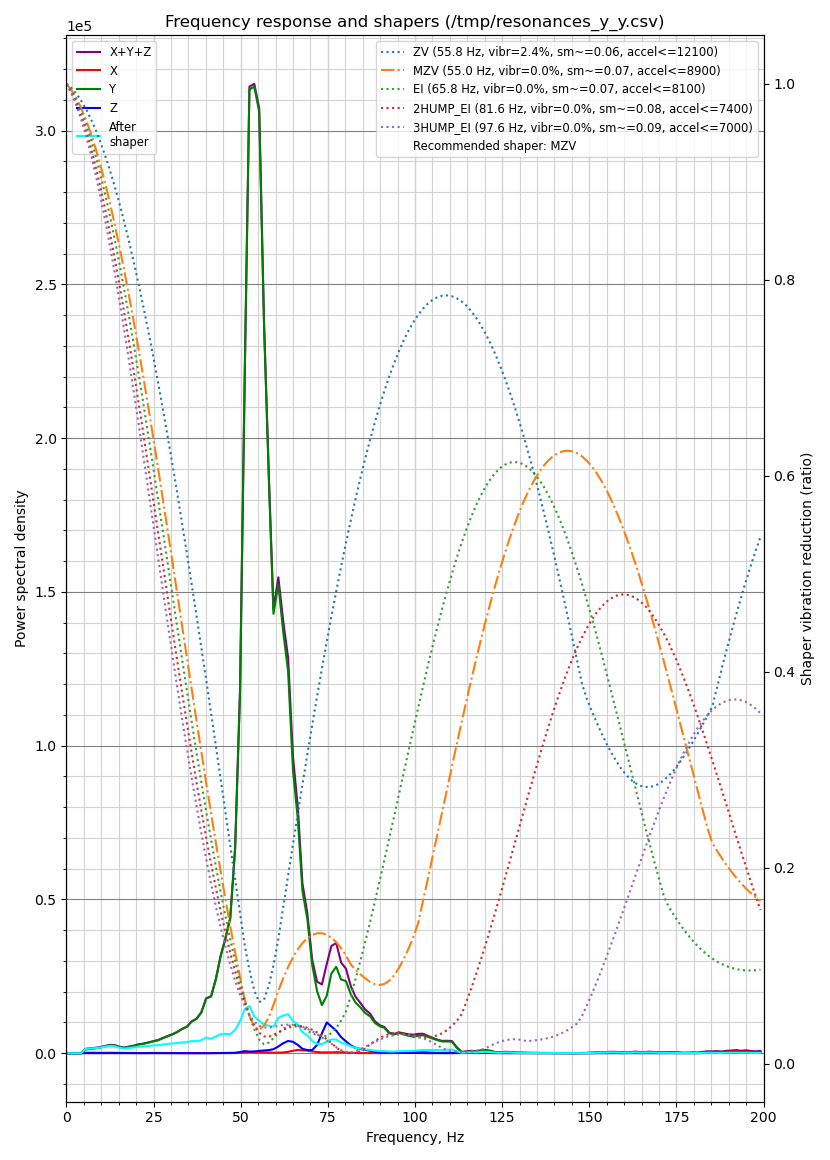 Frequency response and shapers (/tmp/resonances_y_y.csv)
1e5
X+Y+Z
X
Y
Z
After
shaper
ZV (55.8 Hz, vibr=2.4%, sm~=0.06, accel<=12100)
MZV (55.0 Hz, vibr=0.0%, sm~=0.07, accel<=8900)
EI (65.8 Hz, vibr=0.0%, sm~=0.07, accel<=8100)
2HUMP_EI (81.6 Hz, vibr=0.0%, sm~=0.08, accel<=7400)
3HUMP_EI (97.6 Hz, vibr=0.0%, sm~=0.09, accel<=7000)
Recommended shaper: MZV
3.0
2.5
2.0
1.5
1.0
0.5
0.0
Power spectral density
1.0
0.8
0.6
0.4
0.2
0.0
Shaper vibration reduction (ratio)
0 25 50 75 100 125 150 175 200
Frequency, Hz